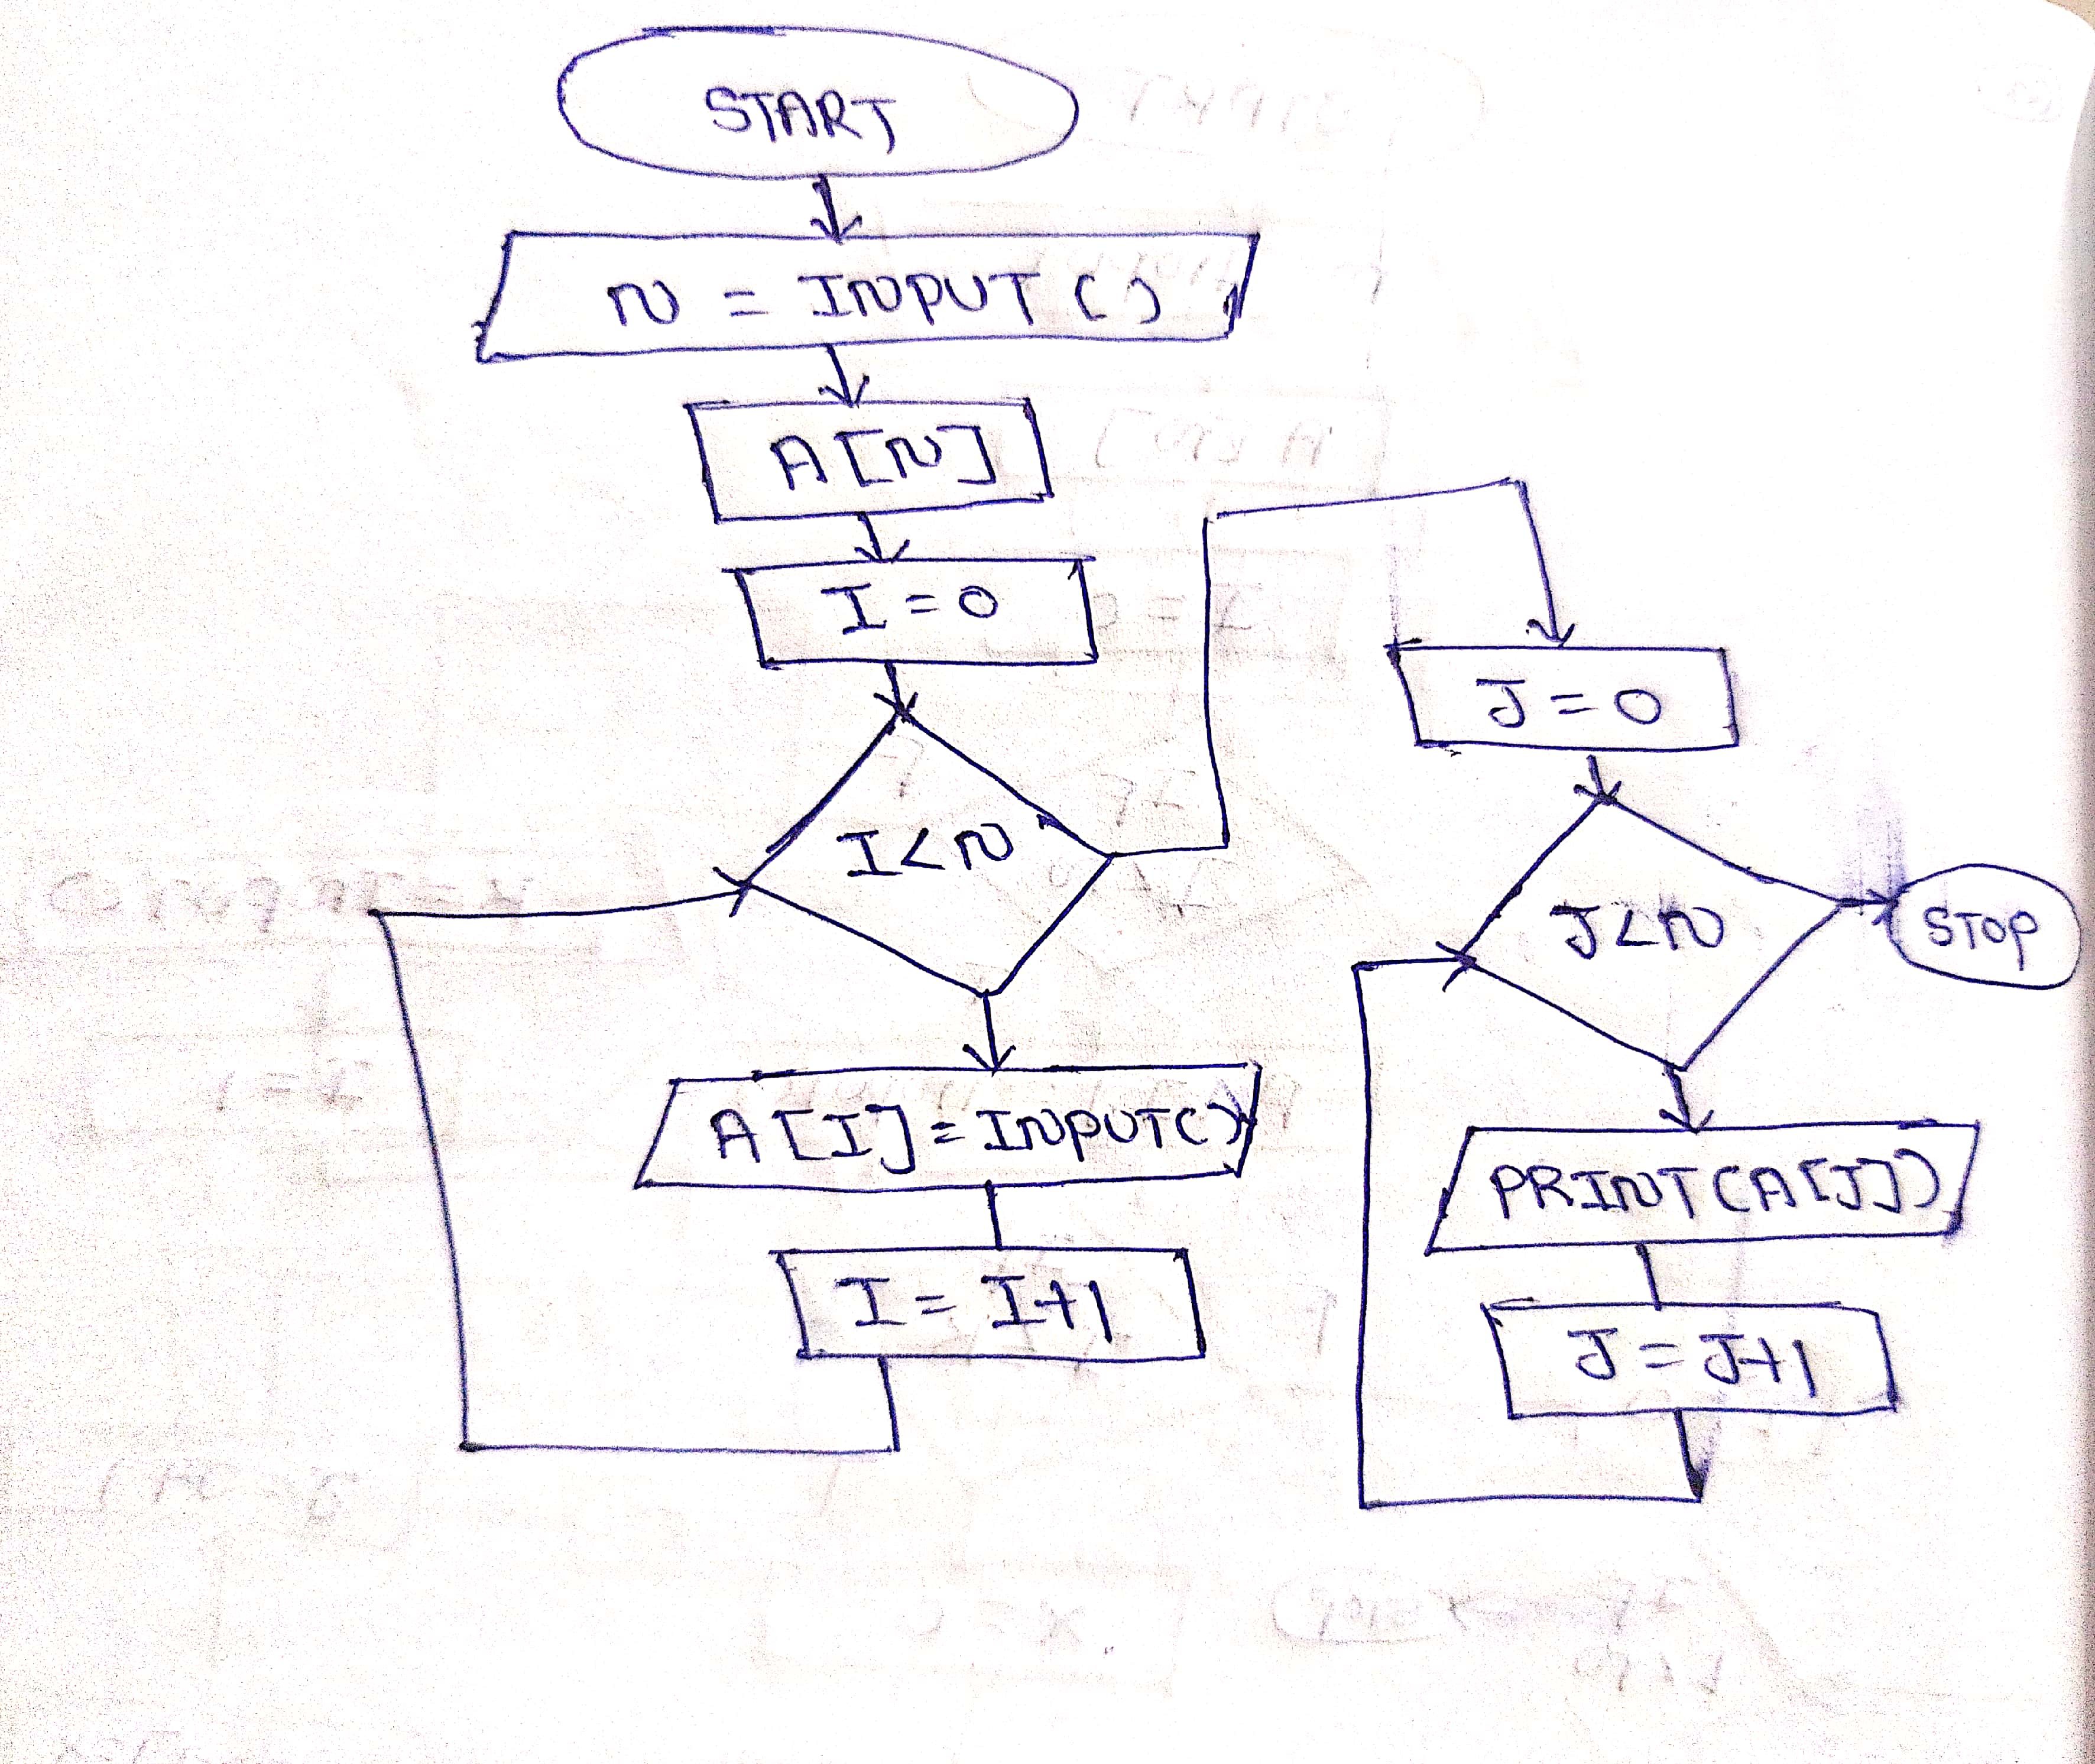 START
N = INPUT ( )
A [N]
I = 0
I < N
A [I] = INPUT( )
I = I+1
J = 0
J < N
STOP
PRINT(A[J])
J = J+1